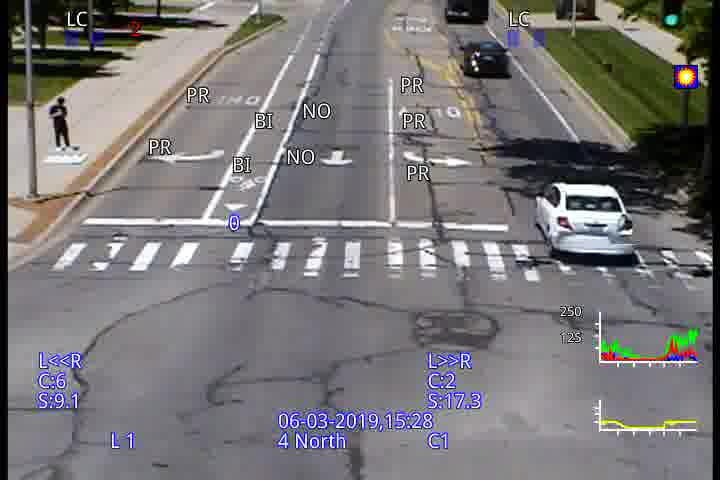 LC
LC
2
PR
PR
BI
NO
PR
PR
NO
BI
PR
0
250
125
L<<R
C:6
S:9.1
L>>R
C:2
S:17.3
06-03-2019,15:28
4 North
L 1
C1